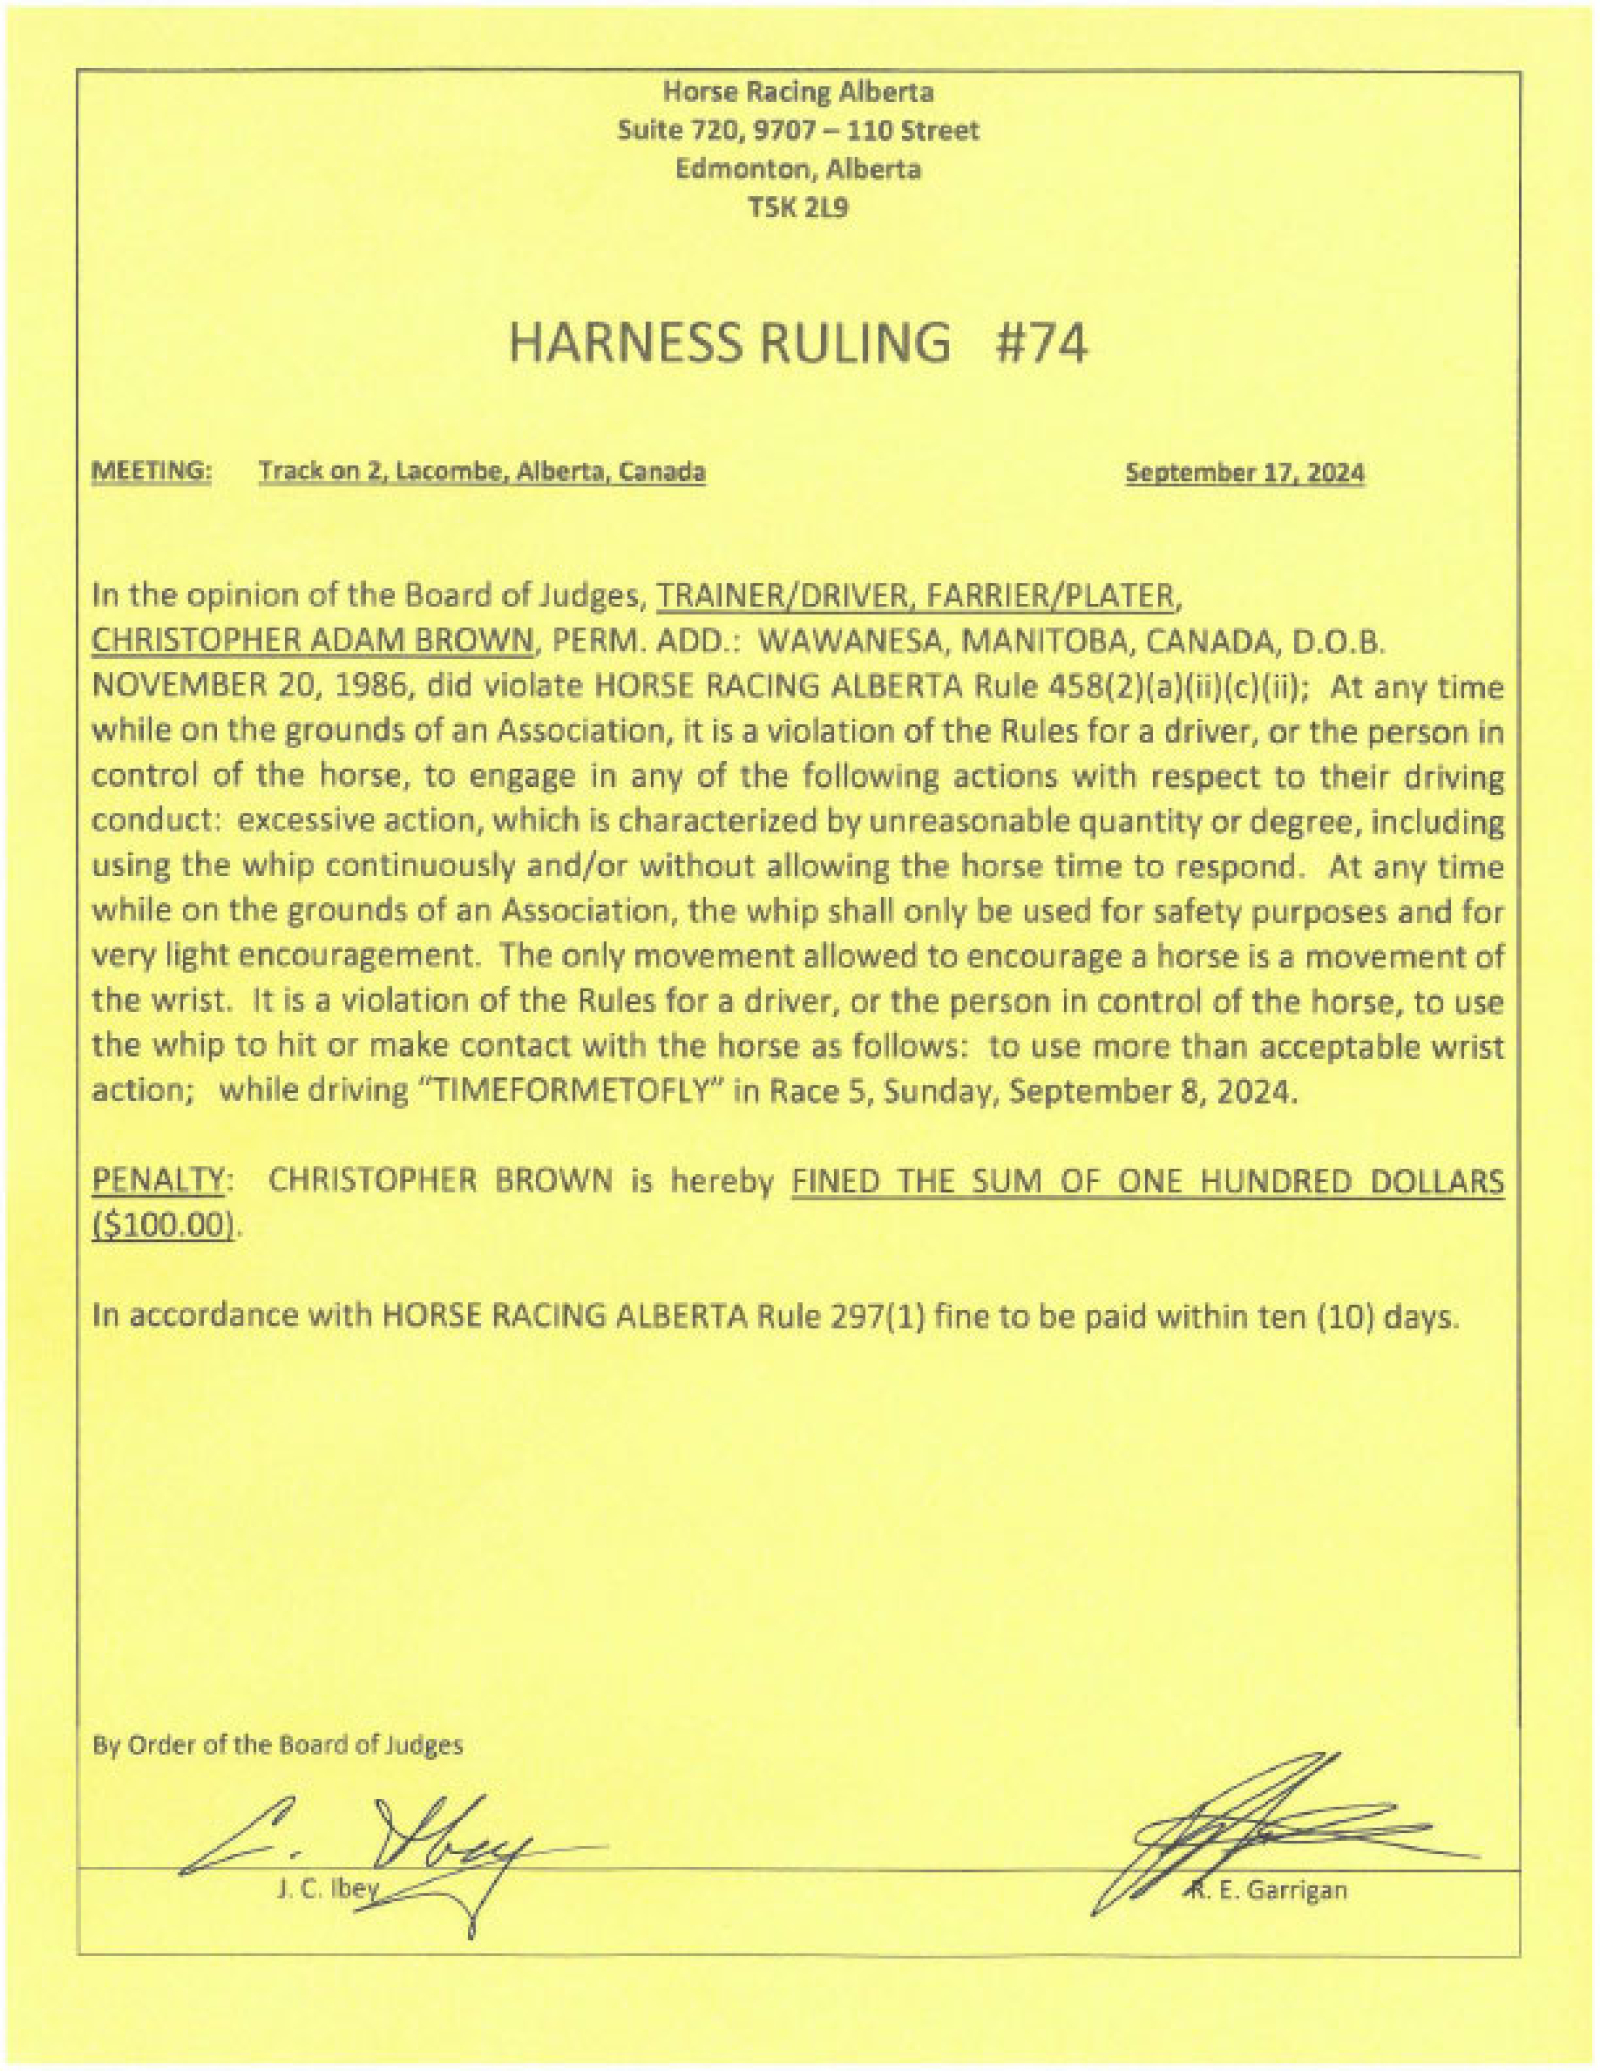 Horse Racing Alberta
Suite 720, 9707 – 110 Street
Edmonton, Alberta
T5K 2L9
HARNESS RULING #74
MEETING: Track on 2, Lacombe, Alberta, Canada September 17, 2024
In the opinion of the Board of Judges, TRAINER/DRIVER, FARRIER/PLATER,
CHRISTOPHER ADAM BROWN, PERM. ADD.: WAWANESA, MANITOBA, CANADA, D.O.B.
NOVEMBER 20, 1986, did violate HORSE RACING ALBERTA Rule 458(2)(a)(ii)(c)(ii); At any time
while on the grounds of an Association, it is a violation of the Rules for a driver, or the person in
control of the horse, to engage in any of the following actions with respect to their driving
conduct: excessive action, which is characterized by unreasonable quantity or degree, including
using the whip continuously and/or without allowing the horse time to respond. At any time
while on the grounds of an Association, the whip shall only be used for safety purposes and for
very light encouragement. The only movement allowed to encourage a horse is a movement of
the wrist. It is a violation of the Rules for a driver, or the person in control of the horse, to use
the whip to hit or make contact with the horse as follows: to use more than acceptable wrist
action; while driving “TIMEFORMETOFLY” in Race 5, Sunday, September 8, 2024.
PENALTY: CHRISTOPHER BROWN is hereby FINED THE SUM OF ONE HUNDRED DOLLARS
($100.00).
In accordance with HORSE RACING ALBERTA Rule 297(1) fine to be paid within ten (10) days.
By Order of the Board of Judges
C. Ibey
J. C. Ibey R. E. Garrigan